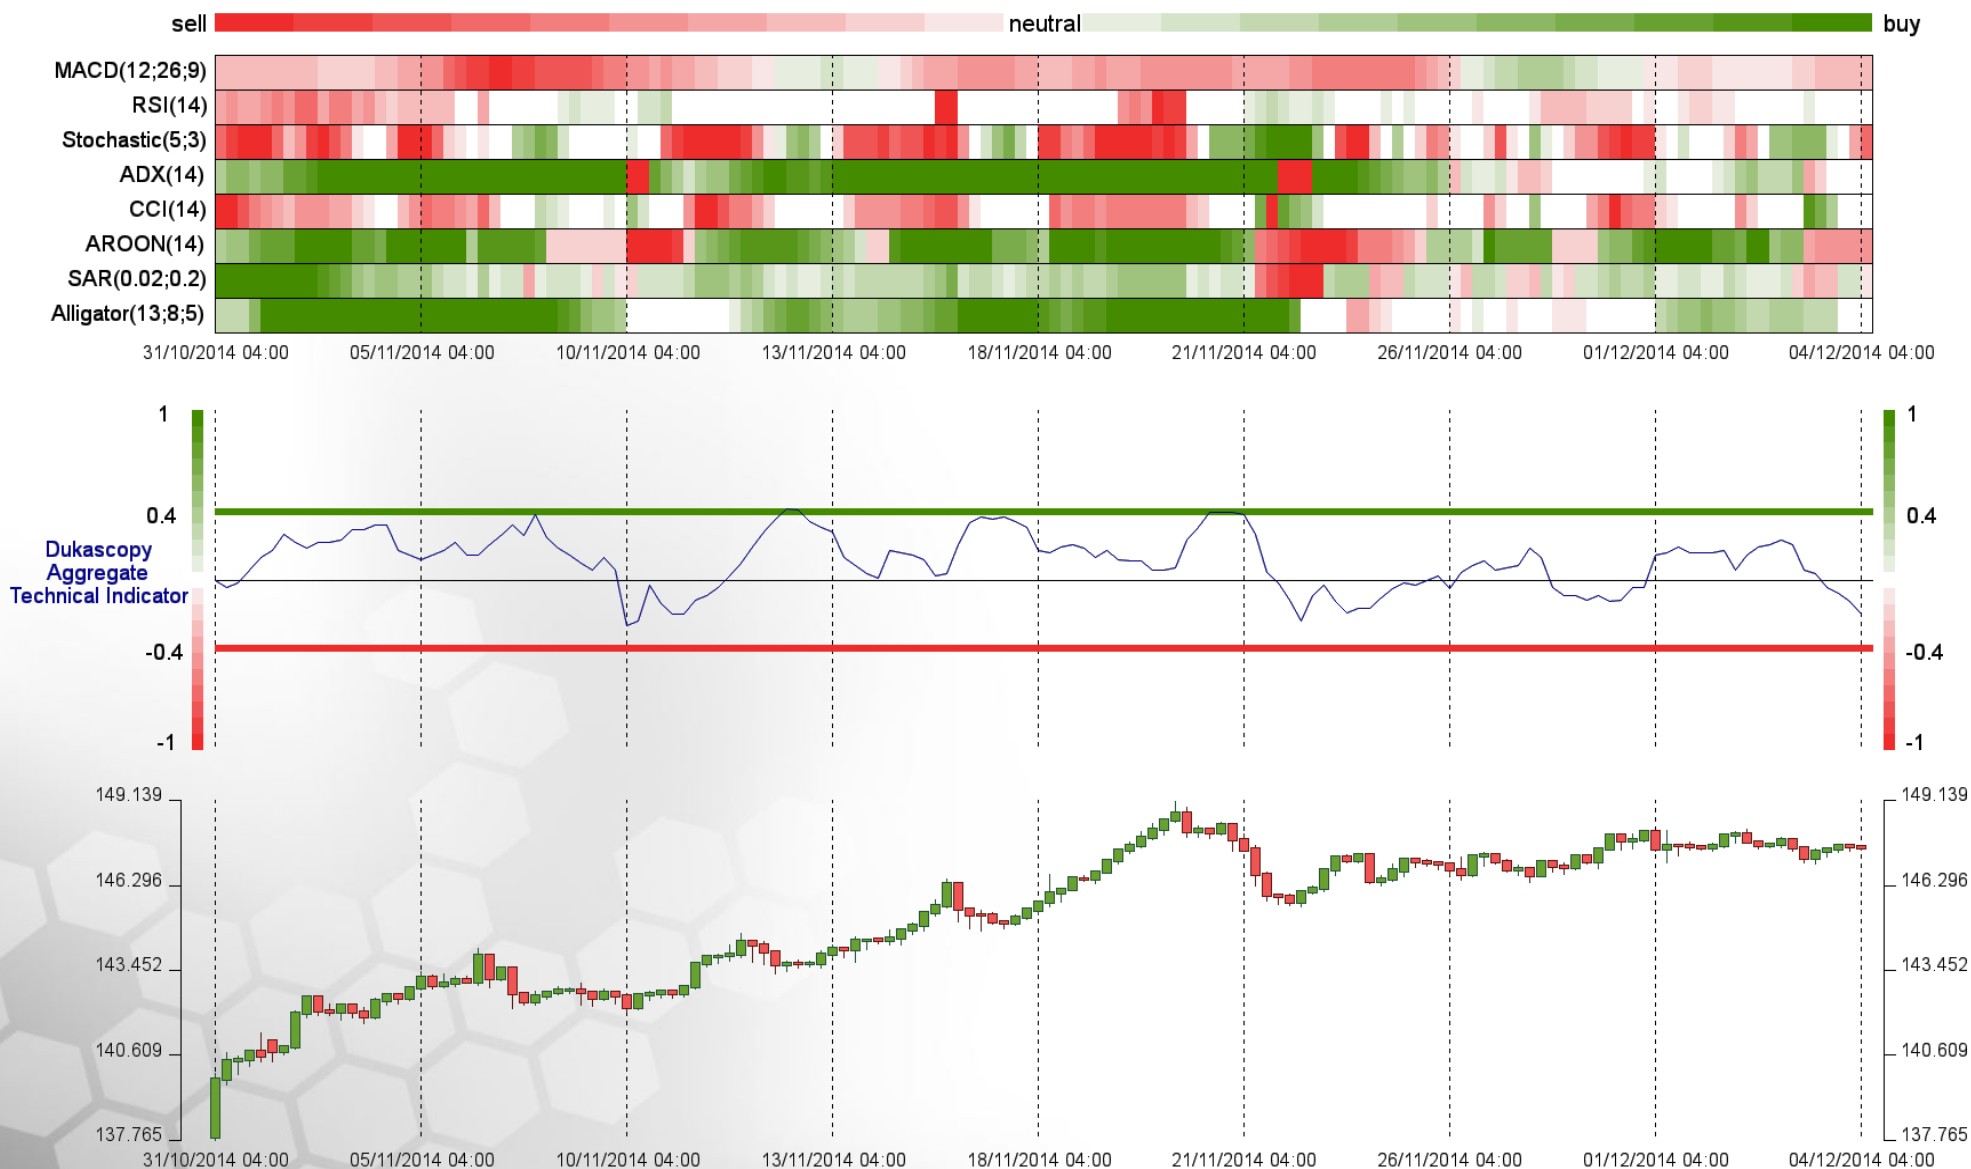 sell neutral buy
MACD(12;26;9)
RSI(14)
Stochastic(5;3)
ADX(14)
CCI(14)
AROON(14)
SAR(0.02;0.2)
Alligator(13;8;5)
31/10/2014 04:00 05/11/2014 04:00 10/11/2014 04:00 13/11/2014 04:00 18/11/2014 04:00 21/11/2014 04:00 26/11/2014 04:00 01/12/2014 04:00 04/12/2014 04:00
1 1
0.4 0.4
Dukascopy
Aggregate
Technical Indicator
-0.4 -0.4
-1 -1
149.139 149.139
146.296 146.296
143.452 143.452
140.609 140.609
137.765 137.765
31/10/2014 04:00 05/11/2014 04:00 10/11/2014 04:00 13/11/2014 04:00 18/11/2014 04:00 21/11/2014 04:00 26/11/2014 04:00 01/12/2014 04:00 04/12/2014 04:00